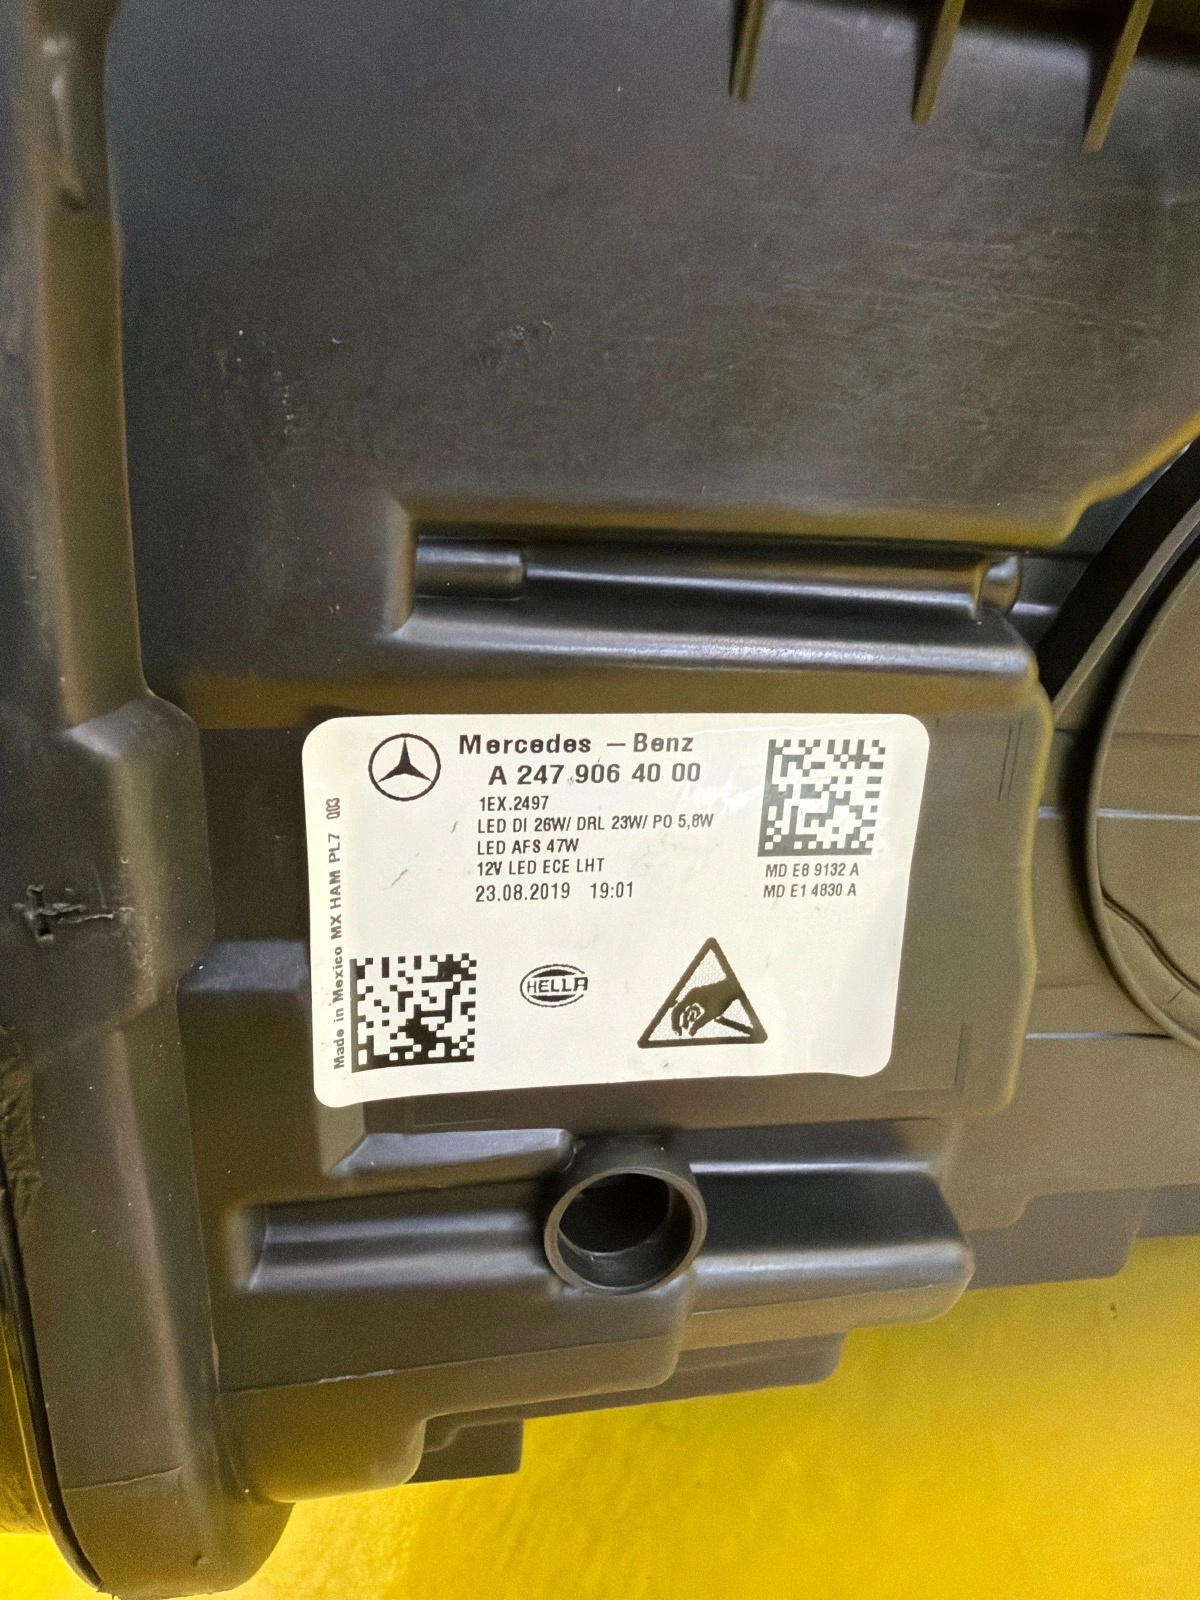 Mercedes – Benz
A 247 906 40 00
1EX.2497
LED DI 26W/ DRL 23W/ PO 5,8W
LED AFS 47W
12V LED ECE LHT
23.08.2019 19:01
MD E8 9132 A
MD E1 4830 A
Made in Mexico MX HAM PL7 003
HELLA